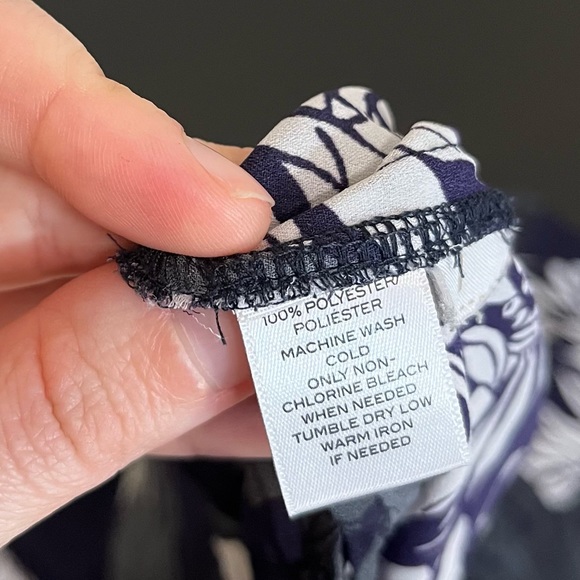 100% POLYESTER/
POLIÉSTER
MACHINE WASH
COLD
ONLY NON-
CHLORINE BLEACH
WHEN NEEDED
TUMBLE DRY LOW
WARM IRON
IF NEEDED